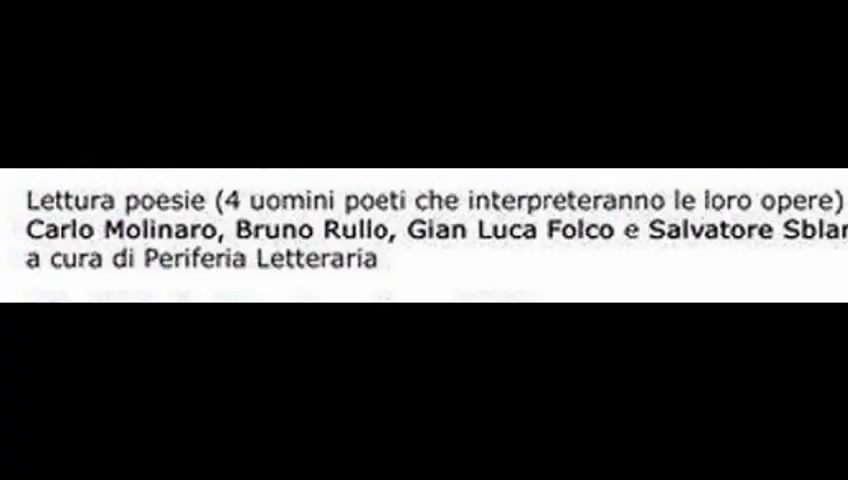 Lettura poesie (4 uomini poeti che interpreteranno le loro opere)
Carlo Molinaro, Bruno Rullo, Gian Luca Folco e Salvatore
a cura di Periferia Letteraria